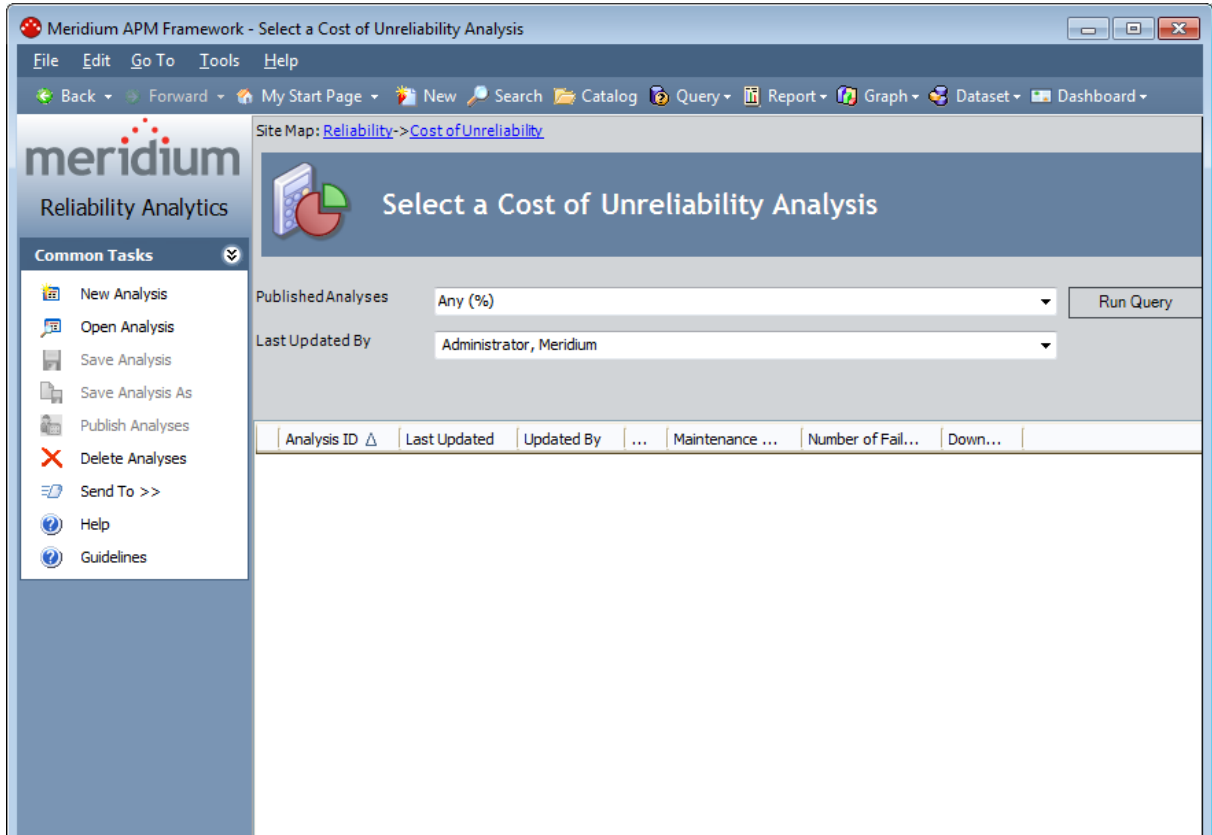 Meridium APM Framework - Select a Cost of Unreliability Analysis
File Edit Go To Tools Help
Back Forward My Start Page New Search Catalog Query Report Graph Dataset Dashboard
meridium
Reliability Analytics
Site Map: Reliability->Cost of Unreliability
Select a Cost of Unreliability Analysis
Common Tasks
New Analysis
Open Analysis
Save Analysis
Save Analysis As
Publish Analyses
Delete Analyses
Send To >>
Help
Guidelines
Published Analyses Any (%) Run Query
Last Updated By Administrator, Meridium
Analysis ID Last Updated Updated By ... Maintenance ... Number of Fail... Down...